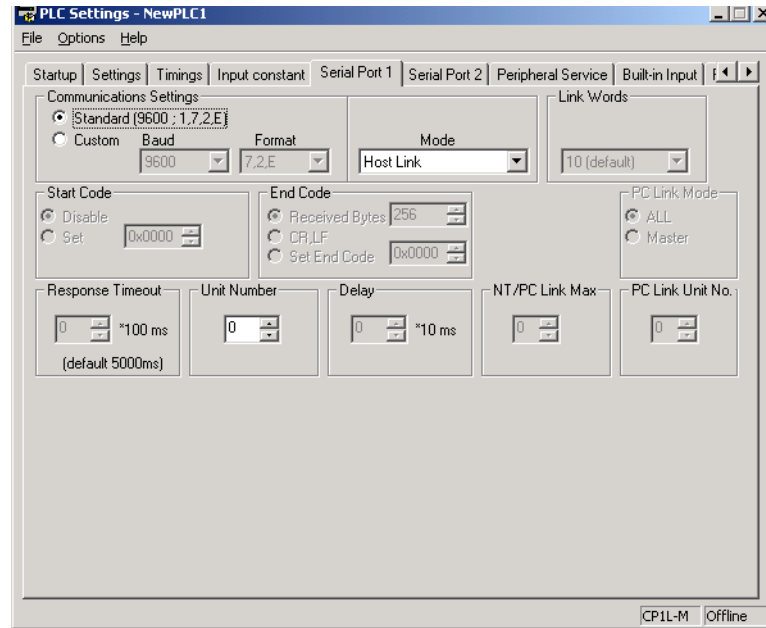 PLC Settings - NewPLC1
File Options Help
Startup Settings Timings Input constant Serial Port 1 Serial Port 2 Peripheral Service Built-in Input
Communications Settings Link Words
Standard (9600 ; 1,7,2,E)
Custom Baud Format Mode
9600 7,2,E Host Link 10 (default)
Start Code End Code PC Link Mode
Disable Received Bytes 256 ALL
Set 0x0000 CR,LF Master
Set End Code 0x0000
Response Timeout Unit Number Delay NT/PC Link Max PC Link Unit No.
0 *100 ms 0 0 *10 ms 0 0
(default 5000ms)
CP1L-M Offline